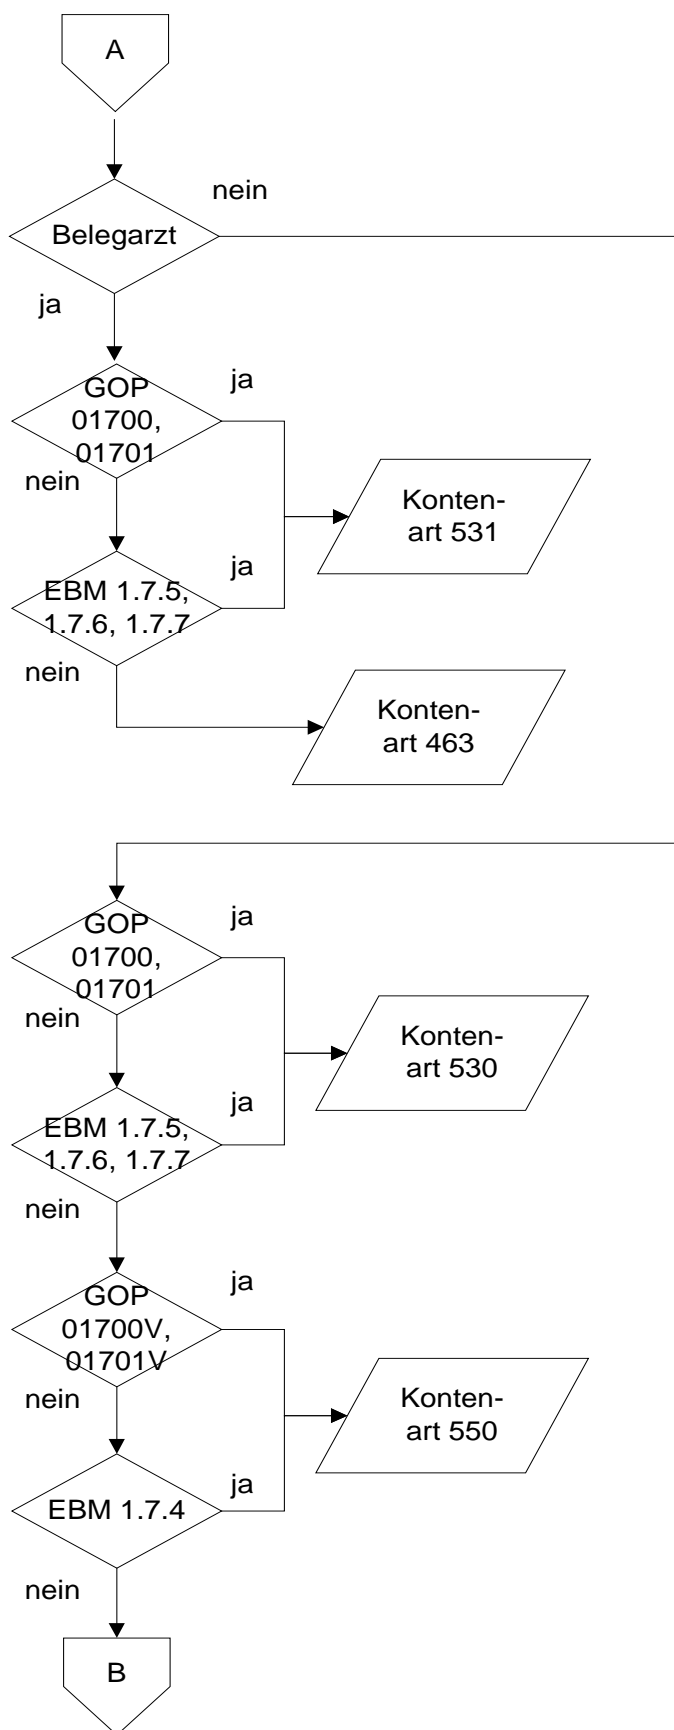 A
nein
Belegarzt
ja
GOP
01700,
01701
ja
nein
Konten-
art 531
EBM 1.7.5,
1.7.6, 1.7.7
ja
nein
Konten-
art 463
GOP
01700,
01701
ja
nein
Konten-
art 530
EBM 1.7.5,
1.7.6, 1.7.7
ja
nein
GOP
01700V,
01701V
ja
nein
Konten-
art 550
EBM 1.7.4
ja
nein
B